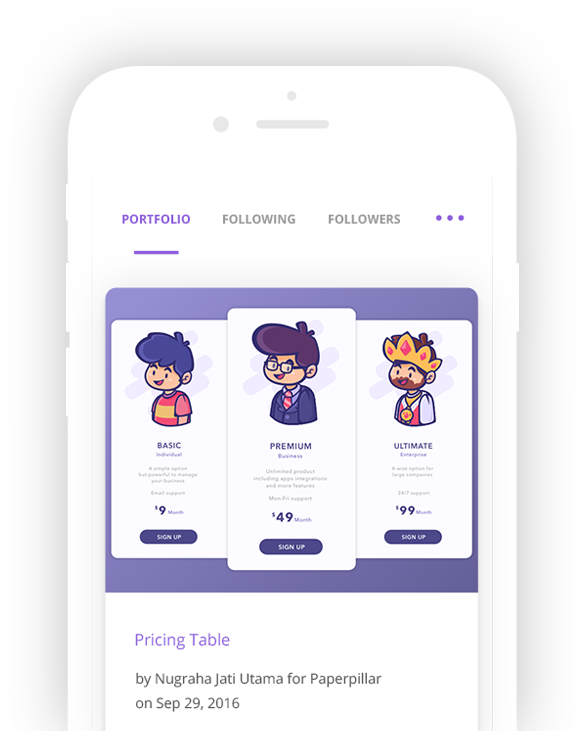 PORTFOLIO FOLLOWING FOLLOWERS
BASIC
Individual
A simple option
but powerful to manage
your business
Email support
$9 Month
SIGN UP
PREMIUM
Business
Unlimited product
including apps integrations
and more features
Mon-Fri support
$49 Month
SIGN UP
ULTIMATE
Enterprise
A wise option for
large companies
24/7 support
$99 Month
SIGN UP
Pricing Table
by Nugraha Jati Utama for Paperpillar
on Sep 29, 2016